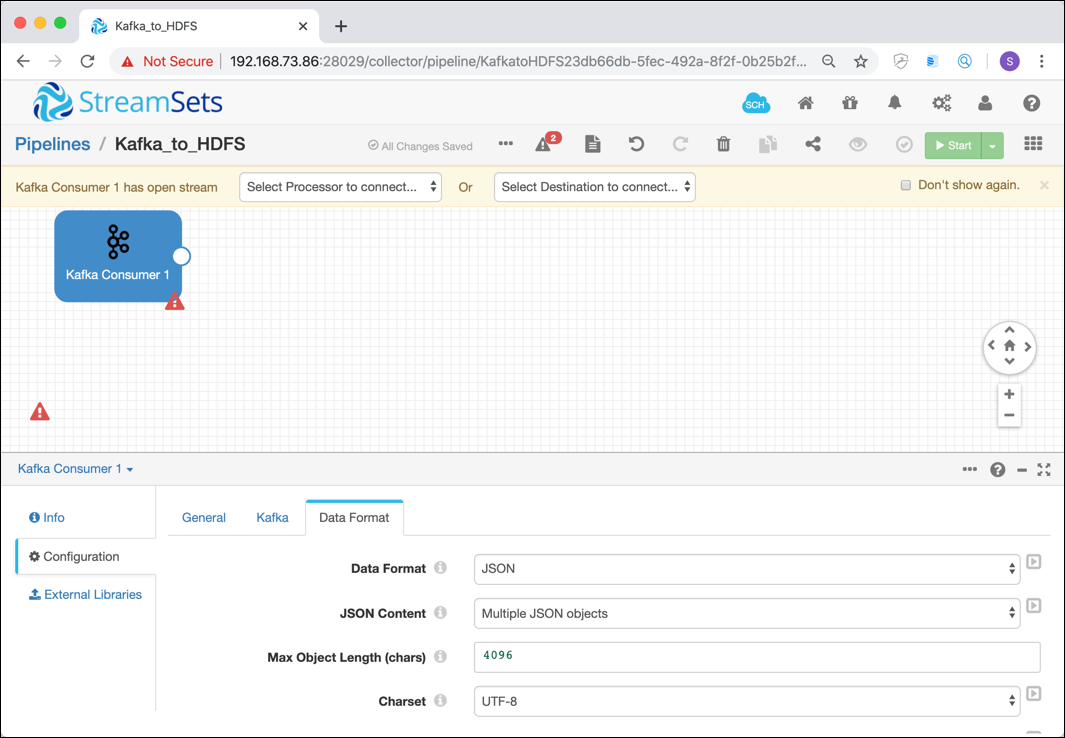 Kafka_to_HDFS
Not Secure 192.168.73.86:28029/collector/pipeline/KafkatoHDFS23db66db-5fec-492a-8f2f-0b25b2f... S
StreamSets SCH
Pipelines / Kafka_to_HDFS All Changes Saved 2 Start
Kafka Consumer 1 has open stream Select Processor to connect... Or Select Destination to connect... Don't show again.
Kafka Consumer 1
Kafka Consumer 1
Info General Kafka Data Format
Configuration
Data Format JSON
External Libraries
JSON Content Multiple JSON objects
Max Object Length (chars) 4096
Charset UTF-8